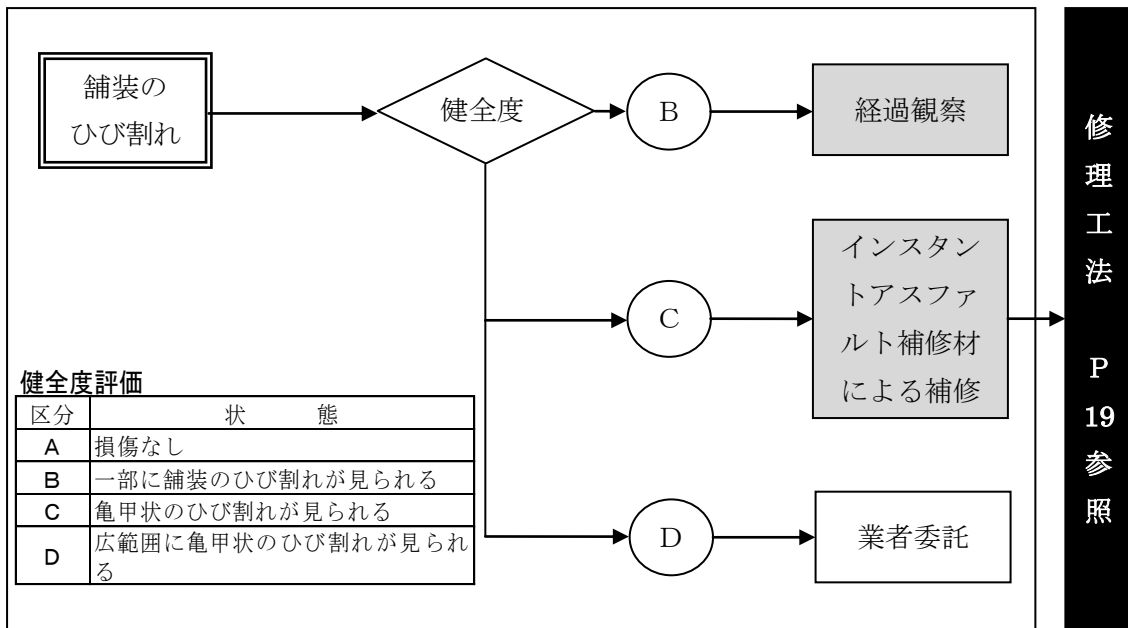 舗装の
ひび割れ
健全度
B
経過観察
C
インスタン
トアスファ
ルト補修材
による補修
D
業者委託
健全度評価
区分 状　　　態
A 損傷なし
B 一部に舗装のひび割れが見られる
C 亀甲状のひび割れが見られる
D 広範囲に亀甲状のひび割れが見られ
る
修理工法　P19参照